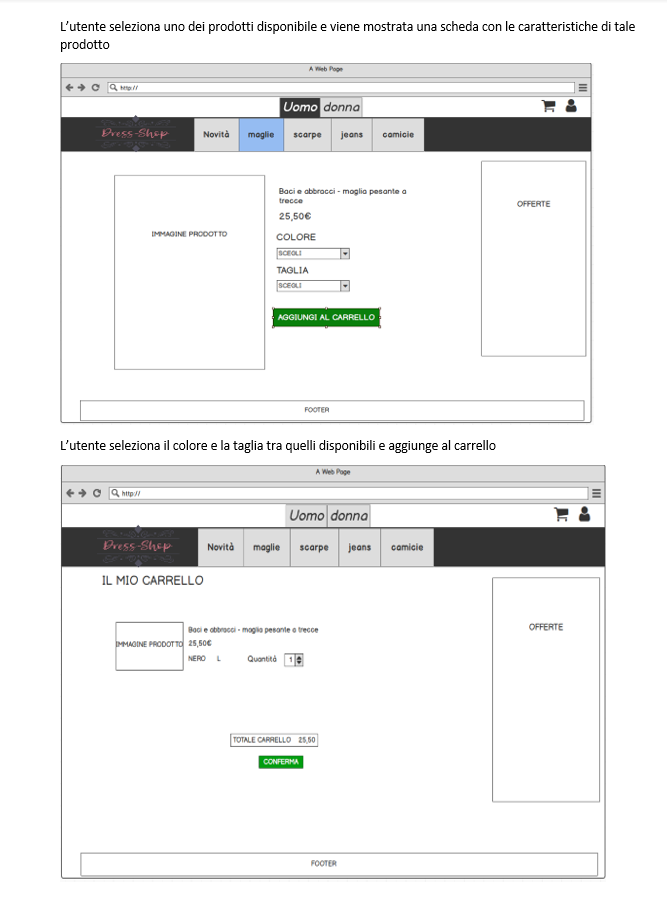 L'utente seleziona uno dei prodotti disponibile e viene mostrata una scheda con le caratteristiche di tale
prodotto
A Web Page
http://
Uomo donna
Dress-Shop
Novità maglie scarpe jeans camicie
Baci e abbracci - maglia pesante a
trecce
25,50€
OFFERTE
IMMAGINE PRODOTTO
COLORE
SCEGLI
TAGLIA
SCEGLI
AGGIUNGI AL CARRELLO
FOOTER
L'utente seleziona il colore e la taglia tra quelli disponibili e aggiunge al carrello
A Web Page
http://
Uomo donna
Dress-Shop
Novità maglie scarpe jeans camicie
IL MIO CARRELLO
OFFERTE
Baci e abbracci - maglia pesante a trecce
IMMAGINE PRODOTTO 25,50€
NERO L Quantità 1
TOTALE CARRELLO 25,50
CONFERMA
FOOTER